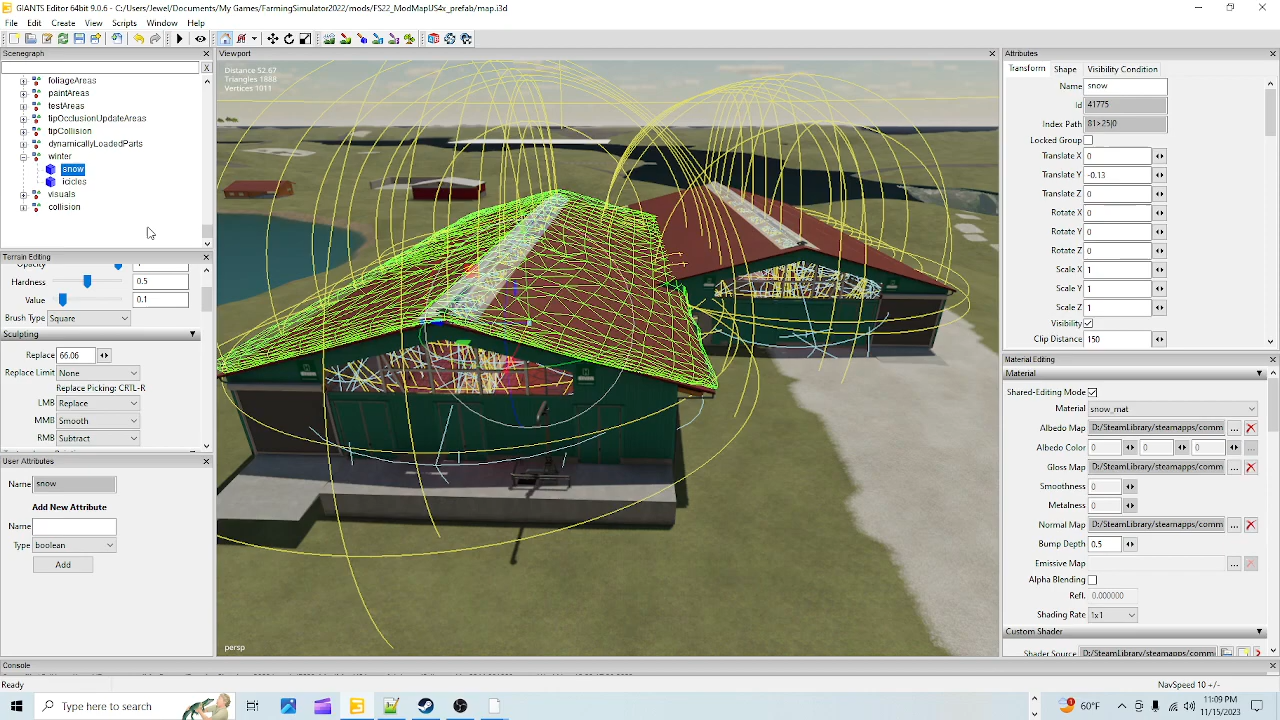 GIANTS Editor 64bit 9.0.6 - C:/Users/Jewel/Documents/My Games/FarmingSimulator2022/mods/FS22_ModMapUS4x_prefab/map.i3d
File Edit Create View Scripts Window Help
Scenegraph
X
foliageAreas
paintAreas
testAreas
tipOcclusionUpdateAreas
tipCollision
dynamicallyLoadedParts
winter
snow
icicles
visuals
collision
Terrain Editing
Opacity
Hardness 0.5
Value 0.1
Brush Type Square
Sculpting
Replace 66.06
Replace Limit None
Replace Picking: CRTL-R
LMB Replace
MMB Smooth
RMB Subtract
User Attributes
Name snow
Add New Attribute
Name
Type boolean
Add
Viewport
Distance 52.67
Triangles 1888
Vertices 1011
persp
Attributes
Transform Shape Visibility Condition
Name snow
Id 41775
Index Path 81>25|0
Locked Group
Translate X 0
Translate Y -0.13
Translate Z 0
Rotate X 0
Rotate Y 0
Rotate Z 0
Scale X 1
Scale Y 1
Scale Z 1
Visibility
Clip Distance 150
Material Editing
Material
Shared-Editing Mode
Material snow_mat
Albedo Map D:/SteamLibrary/steamapps/comm ...
Albedo Color 0 0 0 ...
Gloss Map D:/SteamLibrary/steamapps/comm ...
Smoothness 0
Metalness 0
Normal Map D:/SteamLibrary/steamapps/comm ...
Bump Depth 0.5
Emissive Map ...
Alpha Blending
Refl. 0.000000
Shading Rate 1x1
Custom Shader
Shader Source D:/SteamLibrary/steamapps/comm
Console
Ready
NavSpeed 10 +/-
Type here to search
60°F
11:09 PM
11/15/2023